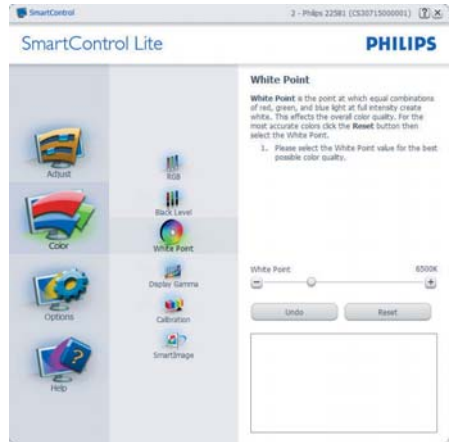 SmartControl
2 - Philips 225B1 (CS30715000001)
SmartControl Lite
PHILIPS
White Point
White Point is the point at which equal combinations
of red, green, and blue light at full intensity create
white. This effects the overall color quality. For the
most accurate colors click the Reset button then
select the White Point.
1. Please select the White Point value for the best
possible color quality.
Adjust
Color
Options
Help
RGB
Black Level
White Point
Display Gamma
Calibration
SmartImage
White Point
6500K
Undo
Reset